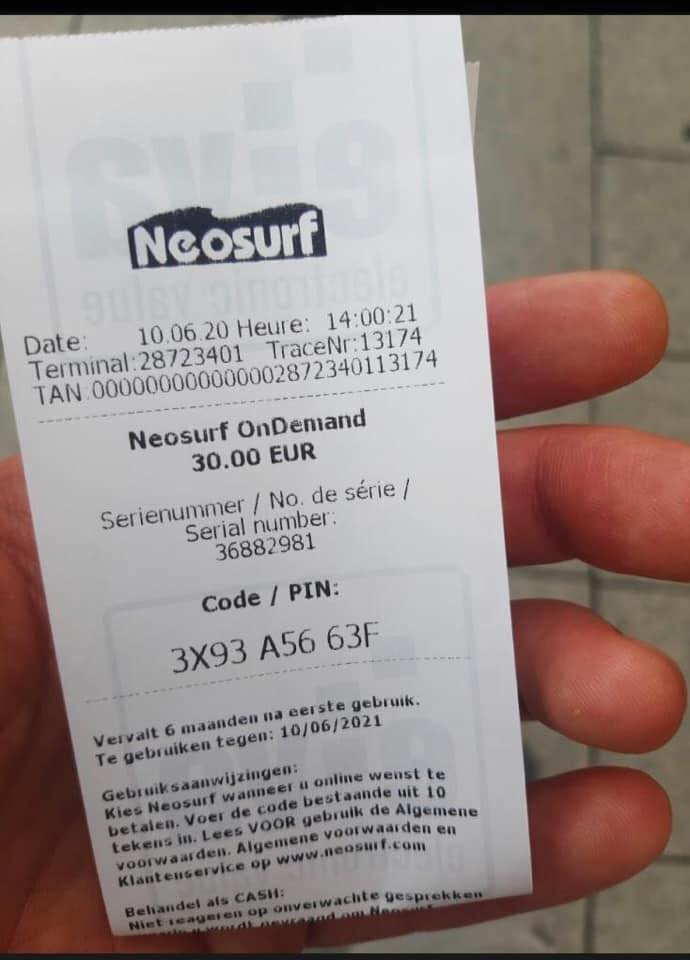 Neosurf
Date: 10.06.20 Heure: 14:00:21
Terminal:28723401 TraceNr:13174
TAN:000000000000002872340113174
Neosurf OnDemand
30.00 EUR
Serienummer / No. de série /
Serial number:
36882981
Code / PIN:
3X93 A56 63F
Vervalt 6 maanden na eerste gebruik.
Te gebruiken tegen: 10/06/2021
Gebruiksaanwijzingen:
Kies Neosurf wanneer u online wenst te
betalen. Voer de code bestaande uit 10
tekens in. Lees VOOR gebruik de Algemene
voorwaarden. Algemene voorwaarden en
Klantenservice op www.neosurf.com
Behandel als CASH:
Niet reageren op onverwachte gesprekken